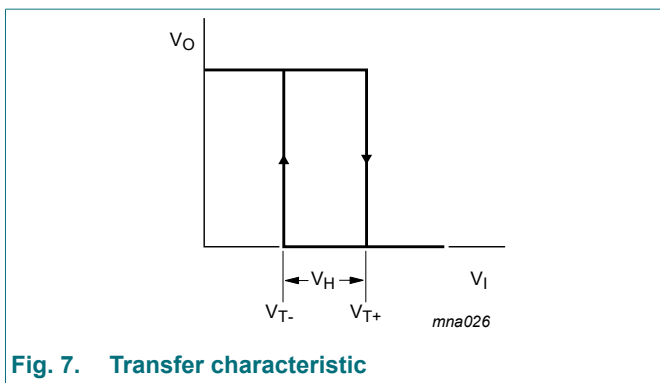 VO
VH
VI
VT-
VT+
mna026
Fig. 7. Transfer characteristic